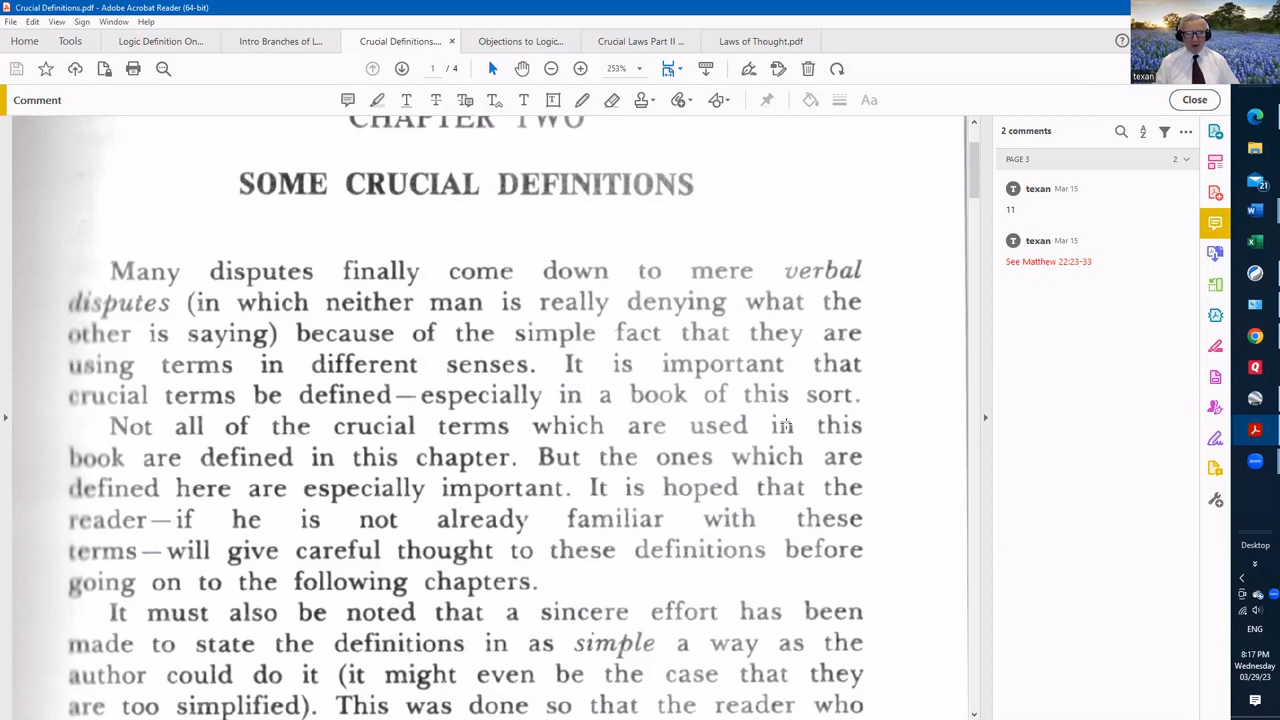 Crucial Definitions.pdf - Adobe Acrobat Reader (64-bit)
File Edit View Sign Window Help
Home Tools Logic Definition On... Intro Branches of L... Crucial Definitions.... × Objections to Logic... Crucial Laws Part II ... Laws of Thought.pdf
1 / 4 253%
texan
Comment
Close
CHAPTER TWO
SOME CRUCIAL DEFINITIONS
Many disputes finally come down to mere verbal
disputes (in which neither man is really denying what the
other is saying) because of the simple fact that they are
using terms in different senses. It is important that
crucial terms be defined—especially in a book of this sort.
Not all of the crucial terms which are used in this
book are defined in this chapter. But the ones which are
defined here are especially important. It is hoped that the
reader—if he is not already familiar with these
terms—will give careful thought to these definitions before
going on to the following chapters.
It must also be noted that a sincere effort has been
made to state the definitions in as simple a way as the
author could do it (it might even be the case that they
are too simplified). This was done so that the reader who
2 comments
PAGE 3 2
T texan Mar 15
11
T texan Mar 15
See Matthew 22:23-33
21
Desktop
ENG
8:17 PM
Wednesday
03/29/23